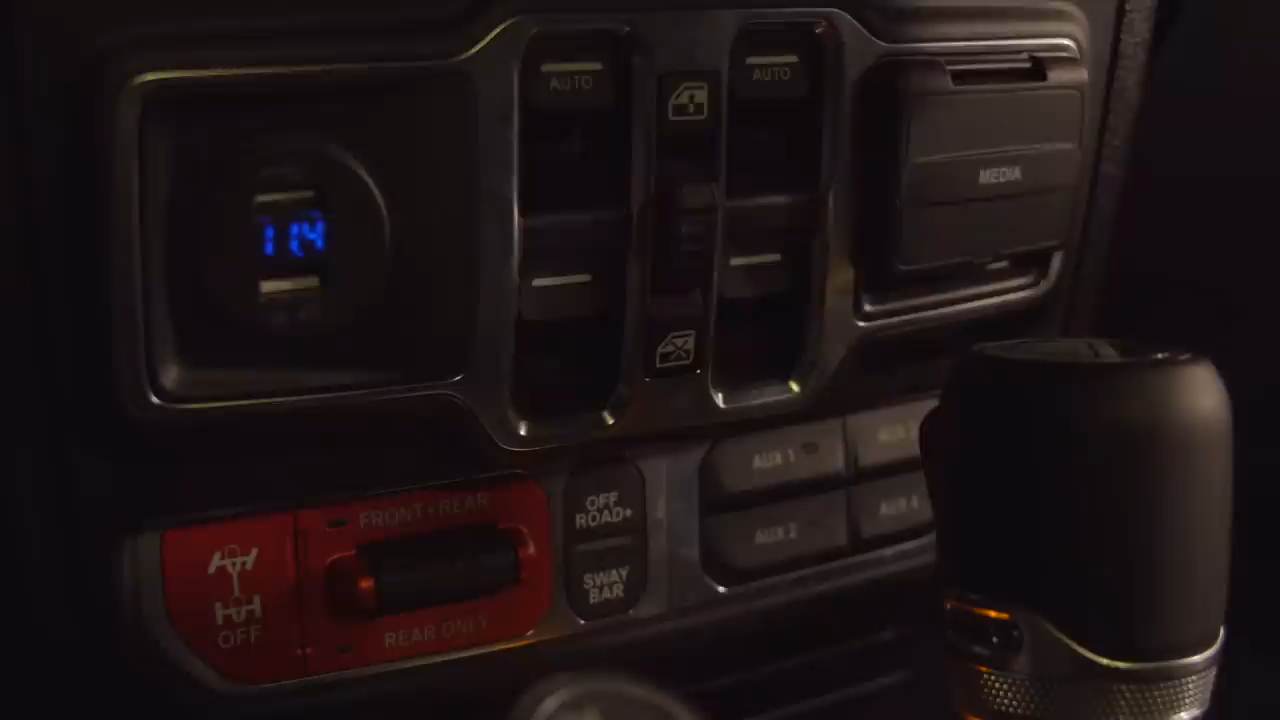 11.4
AUTO
AUTO
MEDIA
AUX 1
AUX 2
AUX 4
OFF
ROAD+
SWAY
BAR
FRONT+REAR
REAR ONLY
OFF